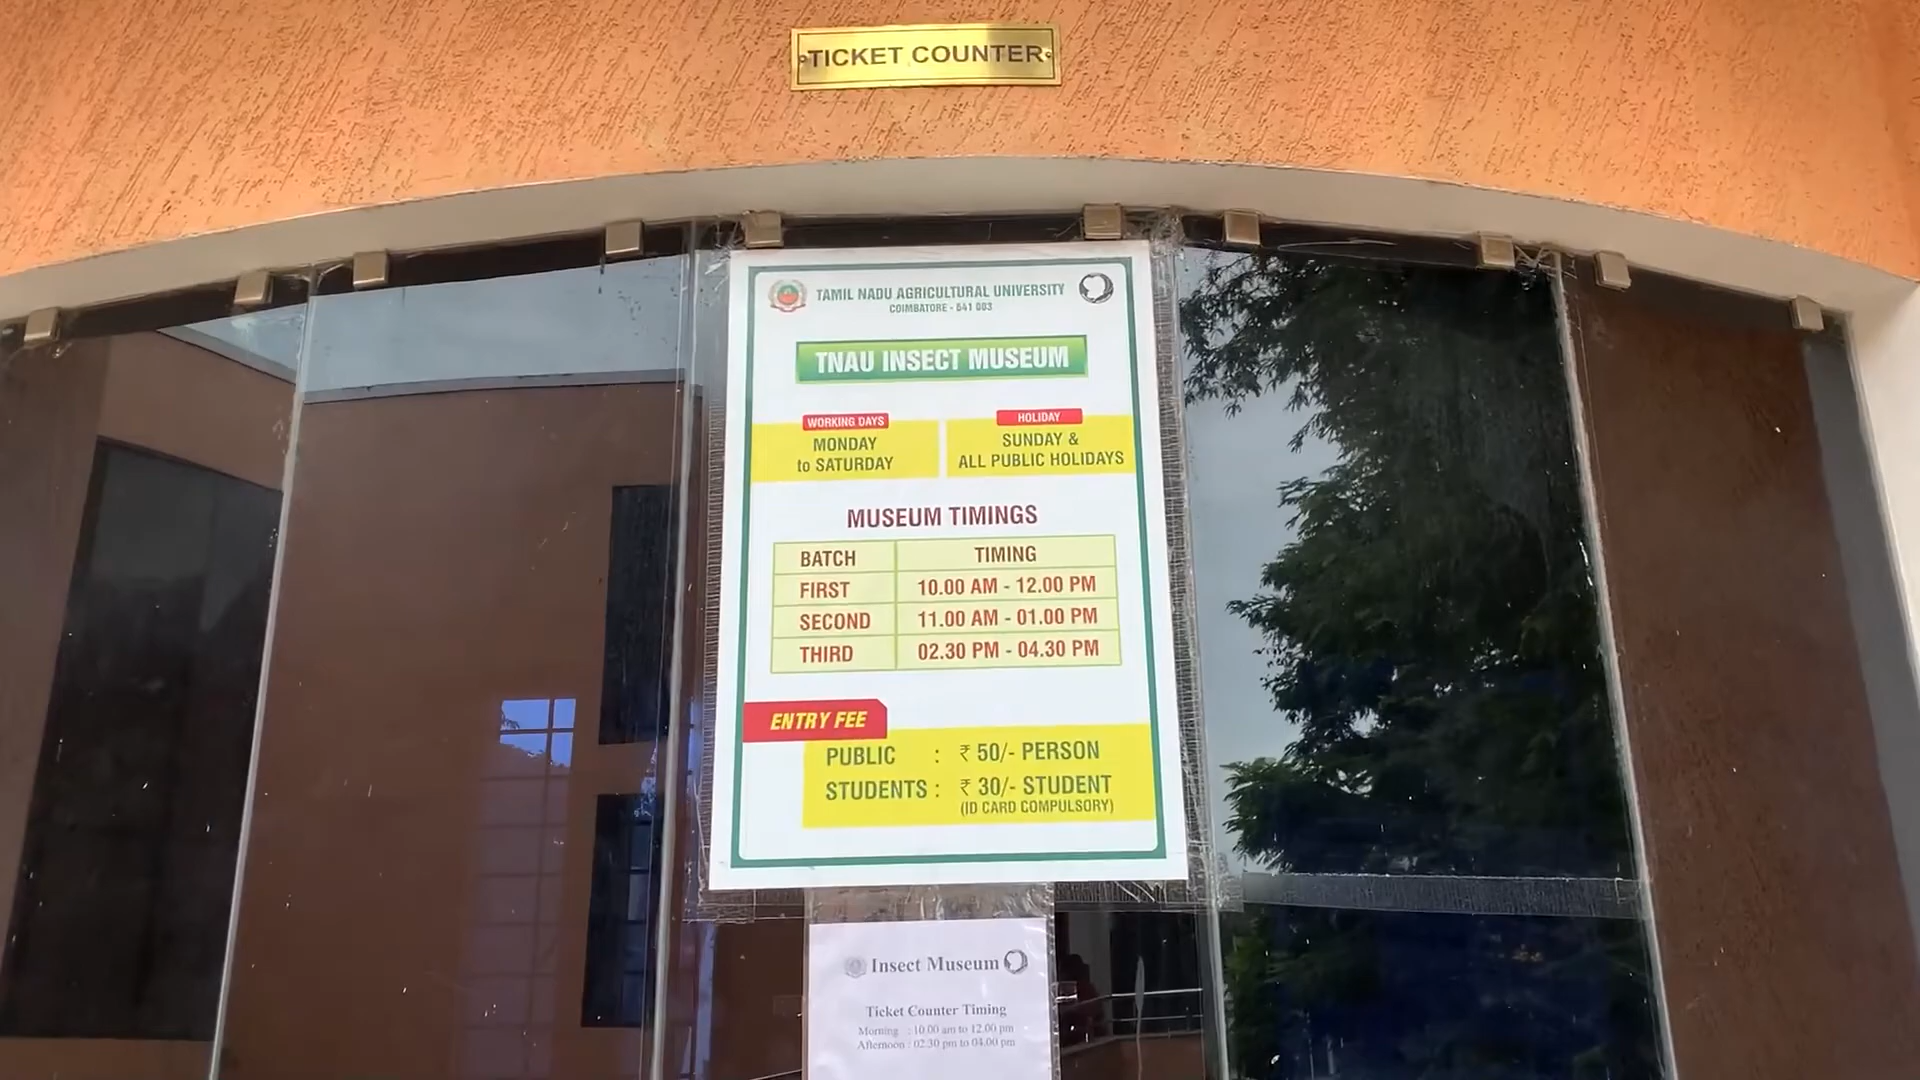 TICKET COUNTER
TAMIL NADU AGRICULTURAL UNIVERSITY
COIMBATORE - 641 003
TNAU INSECT MUSEUM
WORKING DAYS
MONDAY
to SATURDAY
HOLIDAY
SUNDAY &
ALL PUBLIC HOLIDAYS
MUSEUM TIMINGS
BATCH TIMING
FIRST 10.00 AM - 12.00 PM
SECOND 11.00 AM - 01.00 PM
THIRD 02.30 PM - 04.30 PM
ENTRY FEE
PUBLIC : ₹ 50/- PERSON
STUDENTS : ₹ 30/- STUDENT
(ID CARD COMPULSORY)
Insect Museum
Ticket Counter Timing
Morning : 10.00 am to 12.00 pm
Afternoon : 02.30 pm to 04.00 pm